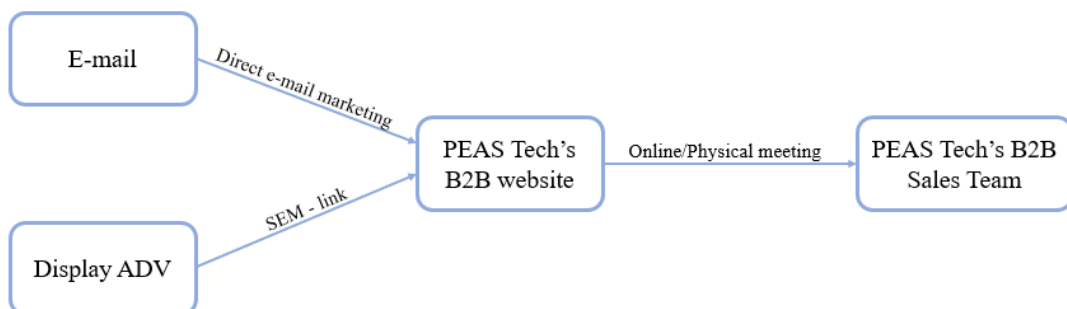 E-mail
Direct e-mail marketing
PEAS Tech’s
B2B website
Online/Physical meeting
PEAS Tech’s B2B
Sales Team
SEM - link
Display ADV